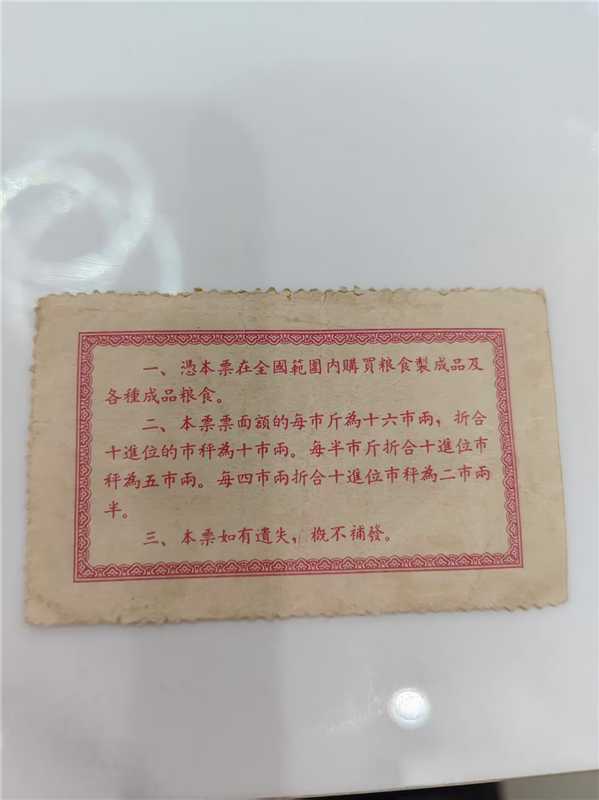 一、憑本票在全國範圍内購買粮食製成品及
各種成品粮食。
二、本票票面額的每市斤為十六市兩，折合
十進位的市秤為十市兩。每半市斤折合十進位市
秤為五市兩。每四市兩折合十進位市秤為二市兩
半。
三、本票如有遺失，概不補發。